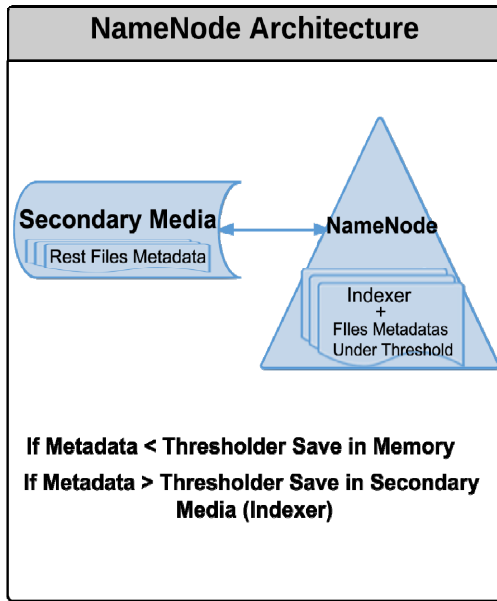 NameNode Architecture
Secondary Media
Rest Files Metadata
NameNode
Indexer
+
FIles Metadatas
Under Threshold
If Metadata < Thresholder Save in Memory
If Metadata > Thresholder Save in Secondary
Media (Indexer)